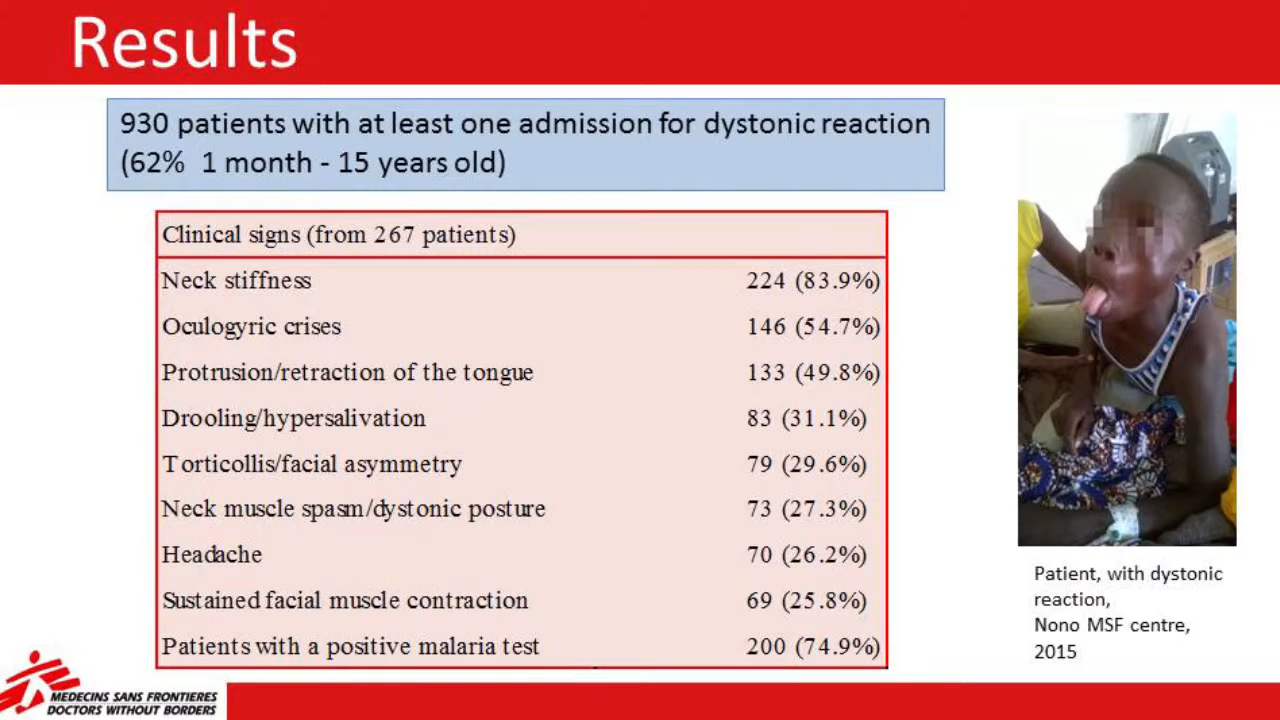 Results
930 patients with at least one admission for dystonic reaction
(62% 1 month - 15 years old)
Clinical signs (from 267 patients)
Neck stiffness 224 (83.9%)
Oculogyric crises 146 (54.7%)
Protrusion/retraction of the tongue 133 (49.8%)
Drooling/hypersalivation 83 (31.1%)
Torticollis/facial asymmetry 79 (29.6%)
Neck muscle spasm/dystonic posture 73 (27.3%)
Headache 70 (26.2%)
Sustained facial muscle contraction 69 (25.8%)
Patients with a positive malaria test 200 (74.9%)
Patient, with dystonic
reaction,
Nono MSF centre,
2015
MEDECINS SANS FRONTIERES
DOCTORS WITHOUT BORDERS